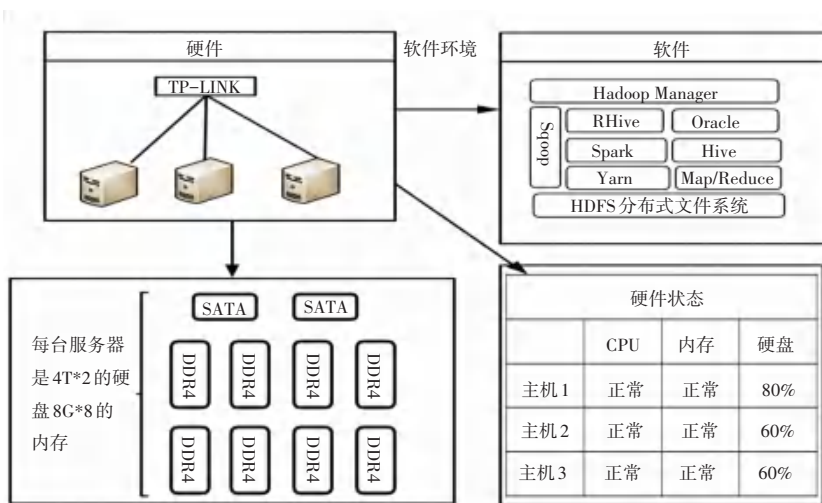 硬件
TP-LINK
软件环境
软件
Hadoop Manager
Sqoop
RHive
Oracle
Spark
Hive
Yarn
Map/Reduce
HDFS分布式文件系统
每台服务器
是4T*2的硬
盘8G*8的
内存
SATA
SATA
DDR4
DDR4
DDR4
DDR4
DDR4
DDR4
DDR4
DDR4
硬件状态
CPU 内存 硬盘
主机1 正常 正常 80%
主机2 正常 正常 60%
主机3 正常 正常 60%